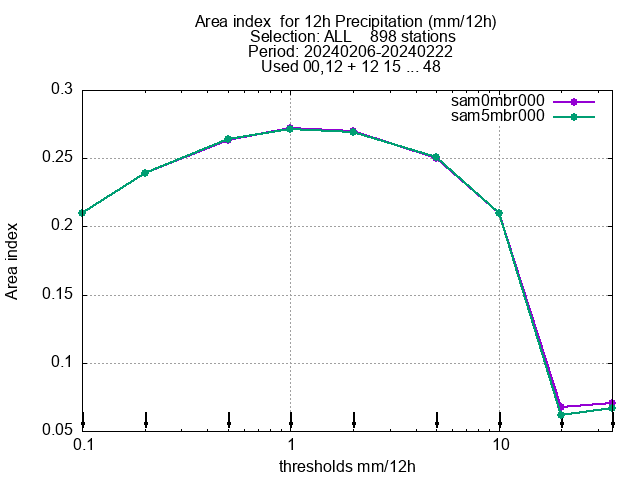 Area index  for 12h Precipitation (mm/12h)
Selection: ALL    898 stations
Period: 20240206-20240222
Used 00,12 + 12 15 ... 48
sam0mbr000
sam5mbr000
0.3
0.25
0.2
0.15
0.1
0.05
Area index
0.1 1 10
thresholds mm/12h